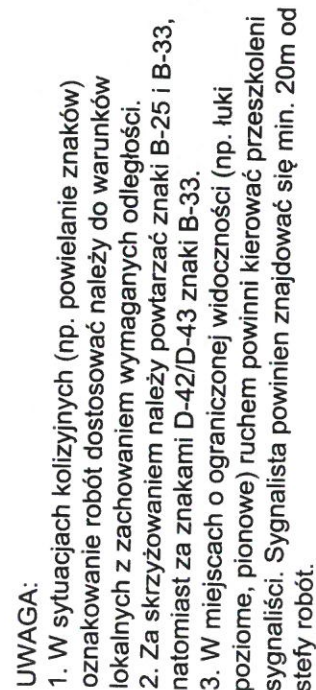 UWAGA:
1. W sytuacjach kolizyjnych (np. powielanie znaków)
oznakowanie robót dostosować należy do warunków
lokalnych z zachowaniem wymaganych odległości.
2. Za skrzyżowaniem należy powtarzać znaki B-25 i B-33,
natomiast za znakami D-42/D-43 znaki B-33.
3. W miejscach o ograniczonej widoczności (np. łuki
poziome, pionowe) ruchem powinni kierować przeszkoleni
sygnaliści. Sygnalista powinien znajdować się min. 20m od
stefy robót.